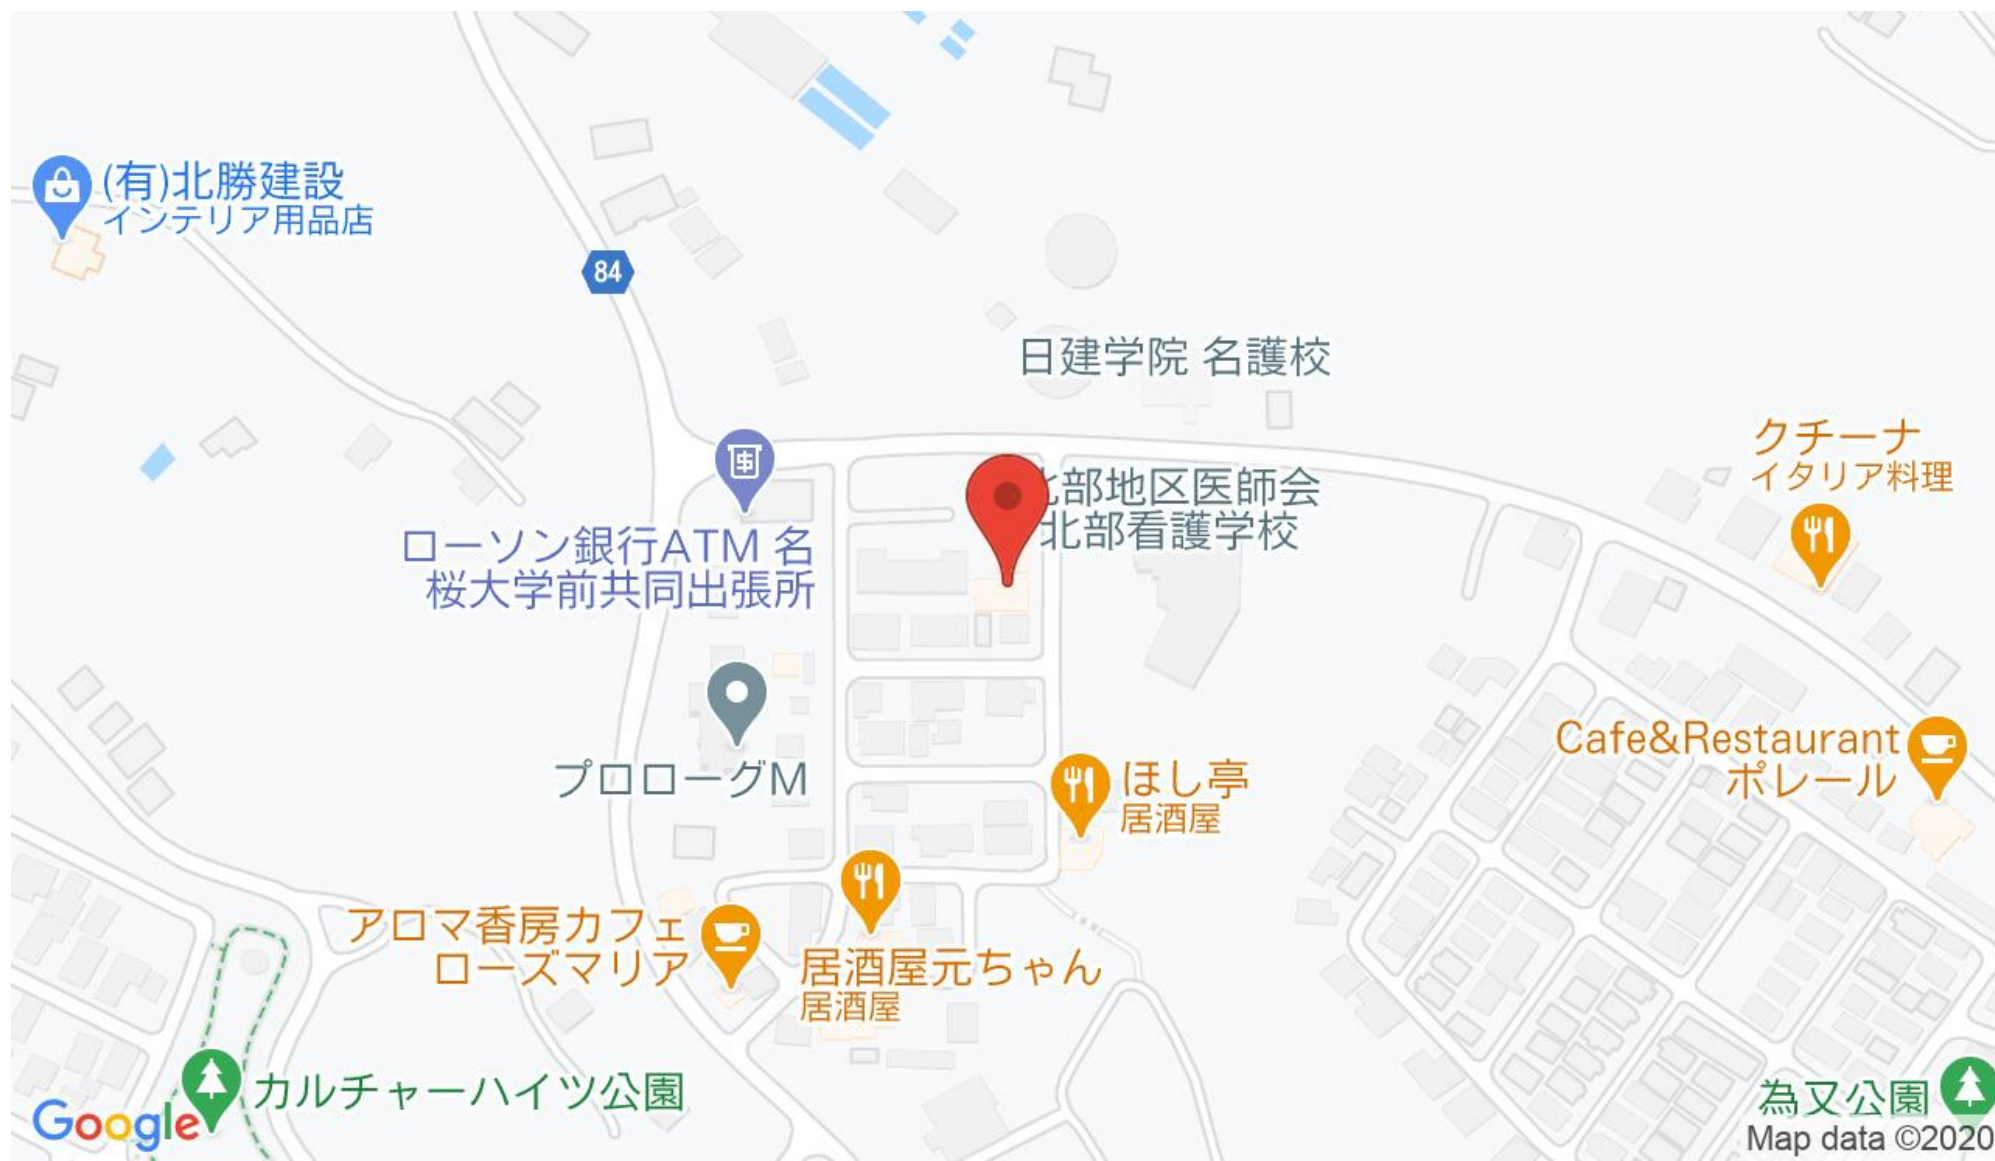 (有)北勝建設
インテリア用品店
84
日建学院 名護校
クチーナ
イタリア料理
部地区医師会
北部看護学校
ローソン銀行ATM 名
桜大学前共同出張所
プロローグM
Cafe&Restaurant
ポレール
ほし亭
居酒屋
アロマ香房カフェ
ローズマリア
居酒屋元ちゃん
居酒屋
カルチャーハイツ公園
為又公園
Google
Map data ©2020